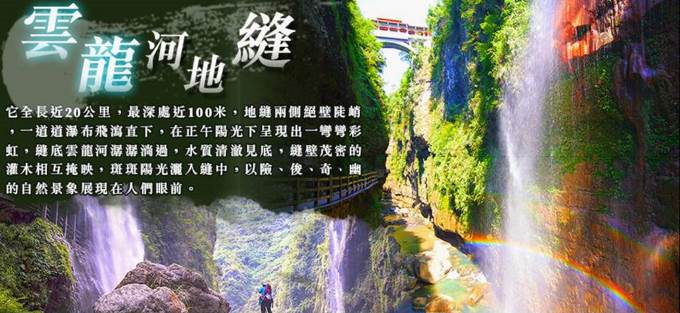 雲龍河地縫
它全長近20公里，最深處近100米，地縫兩側絕壁陡峭
，一道道瀑布飛瀉直下，在正午陽光下呈現出一彎彎彩
虹，縫底雲龍河潺潺淌過，水質清澈見底，縫壁茂密的
灌木相互掩映，斑斑陽光灑入縫中，以險、後、奇、幽
的自然景象展現在人們眼前。